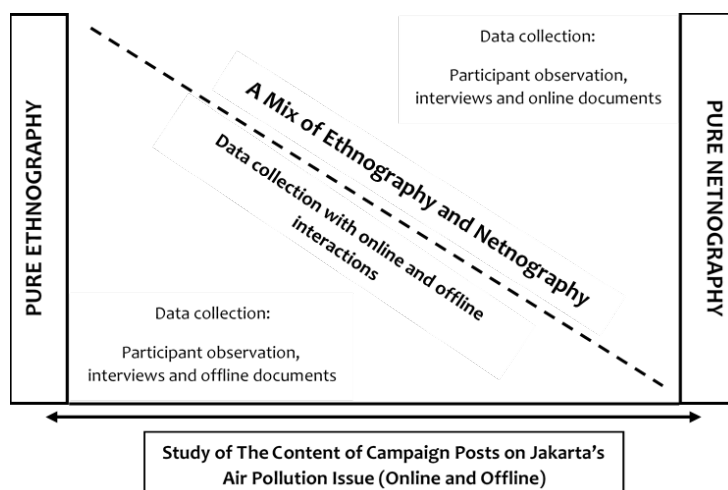 PURE ETHNOGRAPHY
Data collection:
Participant observation,
interviews and online documents
A Mix of Ethnography and Netnography
Data collection with online and offline
interactions
Data collection:
Participant observation,
interviews and offline documents
PURE NETNOGRAPHY
Study of The Content of Campaign Posts on Jakarta's
Air Pollution Issue (Online and Offline)